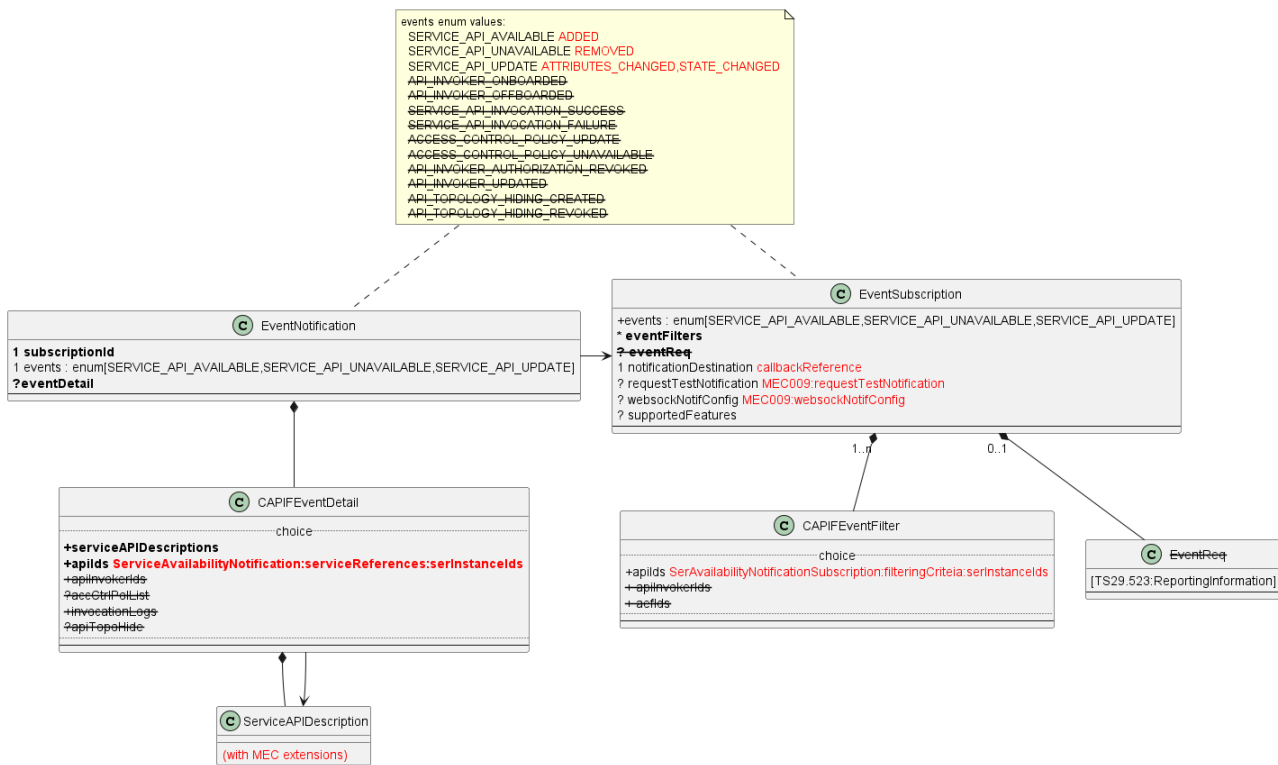 events enum values:
SERVICE_API_AVAILABLE ADDED
SERVICE_API_UNAVAILABLE REMOVED
SERVICE_API_UPDATE ATTRIBUTES_CHANGED,STATE_CHANGED
API_INVOKER_ONBOARDED
API_INVOKER_OFFBOARDED
SERVICE_API_INVOCATION_SUCCESS
SERVICE_API_INVOCATION_FAILURE
ACCESS_CONTROL_POLICY_UPDATE
ACCESS_CONTROL_POLICY_UNAVAILABLE
API_INVOKER_AUTHORIZATION_REVOKED
API_INVOKER_UPDATED
API_TOPOLOGY_HIDING_CREATED
API_TOPOLOGY_HIDING_REVOKED
C EventNotification
1 subscriptionId
1 events : enum[SERVICE_API_AVAILABLE,SERVICE_API_UNAVAILABLE,SERVICE_API_UPDATE]
?eventDetail
C EventSubscription
+events : enum[SERVICE_API_AVAILABLE,SERVICE_API_UNAVAILABLE,SERVICE_API_UPDATE]
* eventFilters
? eventReq
1 notificationDestination callbackReference
? requestTestNotification MEC009:requestTestNotification
? websockNotifConfig MEC009:websockNotifConfig
? supportedFeatures
1..n
0..1
C CAPIFEventDetail
choice
+serviceAPIDescriptions
+apiIds ServiceAvailabilityNotification:serviceReferences:serInstanceIds
+apiInvokerIds
?accCtrlPolList
+invocationLogs
?apiTopoHide
C CAPIFEventFilter
choice
+apiIds SerAvailabilityNotificationSubscription:filteringCriteia:serInstanceIds
+ apiInvokerIds
+ aefIds
C EventReq
[TS29.523:ReportingInformation]
C ServiceAPIDescription
(with MEC extensions)